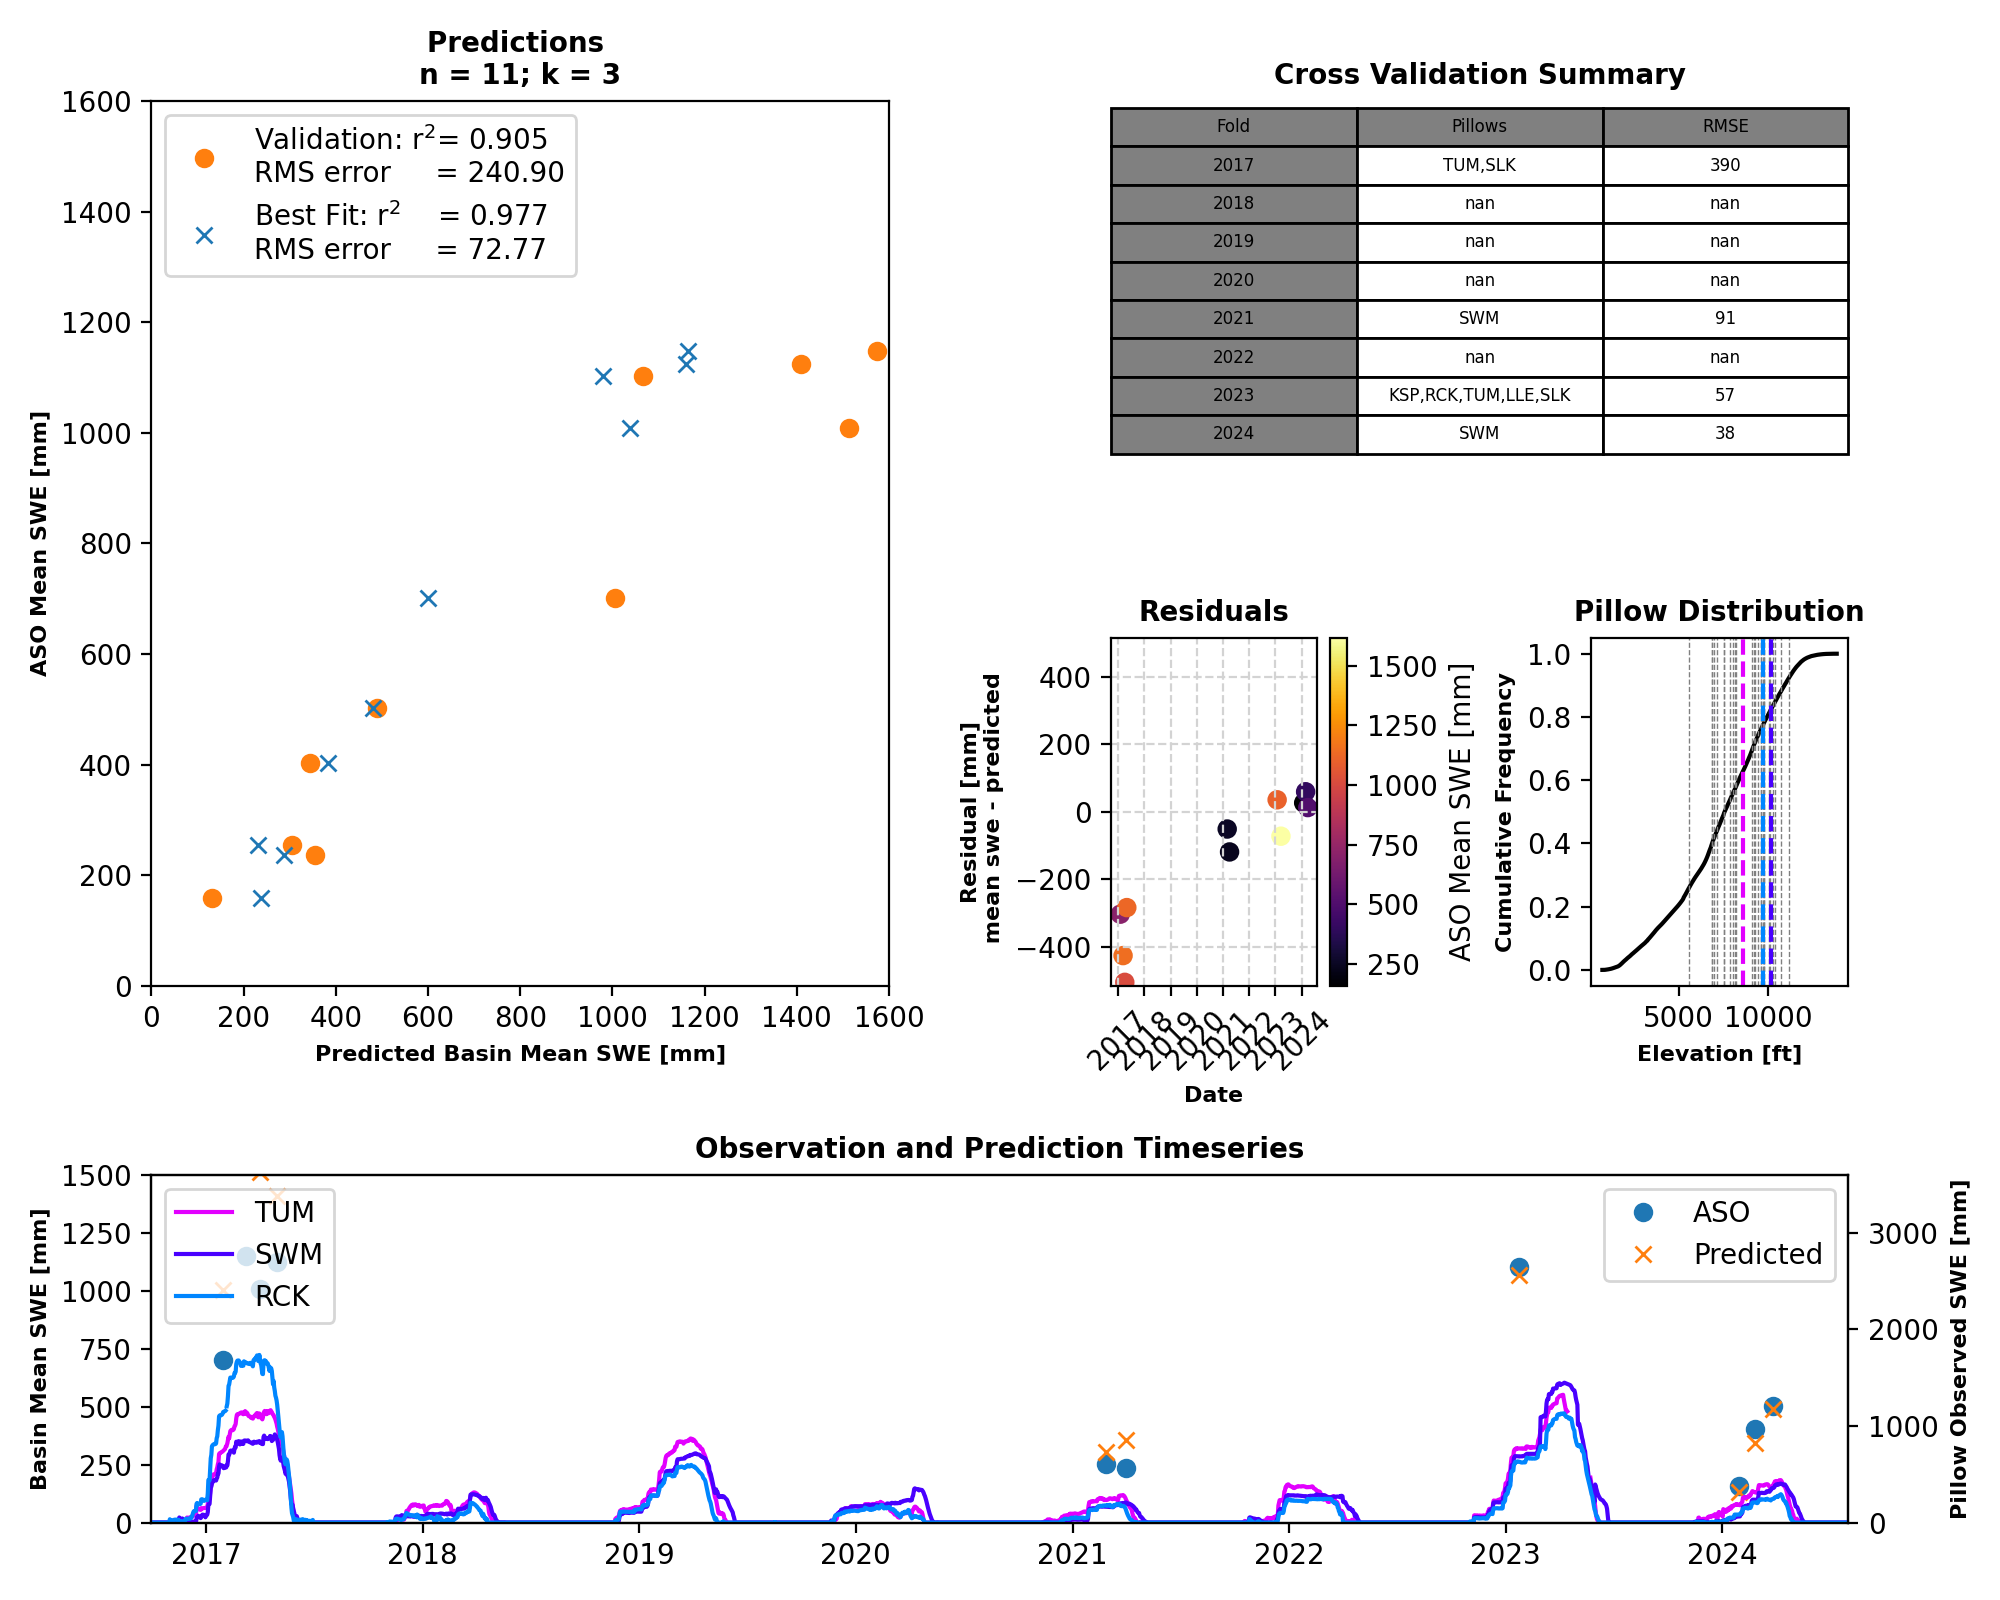 Predictions
n = 11; k = 3
1600
1400
1200
1000
800
600
400
200
0
0 200 400 600 800 1000 1200 1400 1600
ASO Mean SWE [mm]
Predicted Basin Mean SWE [mm]
Validation: r2= 0.905
RMS error = 240.90
Best Fit: r2 = 0.977
RMS error = 72.77
Cross Validation Summary
Fold Pillows RMSE
2017 TUM,SLK 390
2018 nan nan
2019 nan nan
2020 nan nan
2021 SWM 91
2022 nan nan
2023 KSP,RCK,TUM,LLE,SLK 57
2024 SWM 38
Residuals
Residual [mm]
mean swe - predicted
400
200
0
−200
−400
2017 2018 2019 2020 2021 2022 2023 2024
Date
1500
1250
1000
750
500
250
ASO Mean SWE [mm]
Pillow Distribution
Cumulative Frequency
1.0
0.8
0.6
0.4
0.2
0.0
5000 10000
Elevation [ft]
Observation and Prediction Timeseries
Basin Mean SWE [mm]
1500
1250
1000
750
500
250
0
TUM
SWM
RCK
ASO
Predicted
3000
2000
1000
0
Pillow Observed SWE [mm]
2017 2018 2019 2020 2021 2022 2023 2024